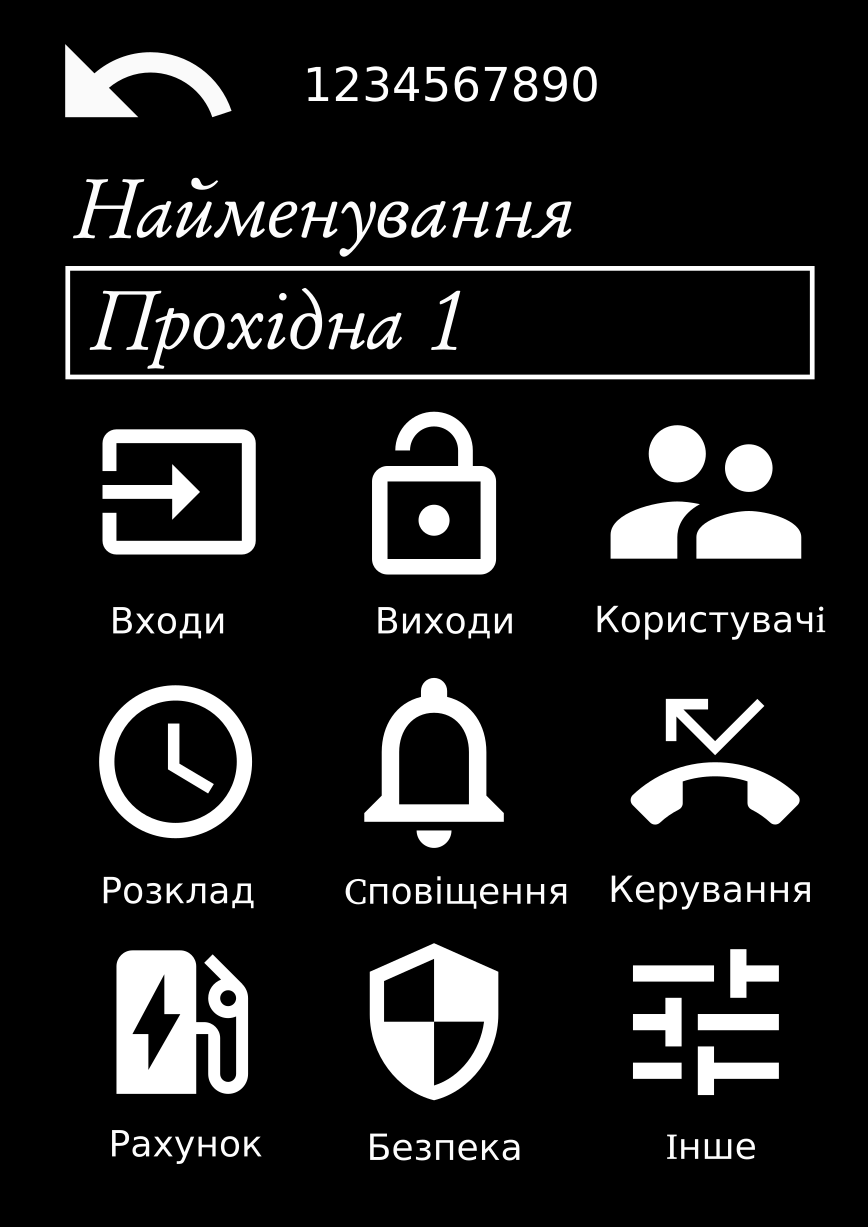 1234567890
Найменування
Прохідна 1
Входи Виходи Користувачі
Розклад Сповіщення Керування
Рахунок Безпека Інше